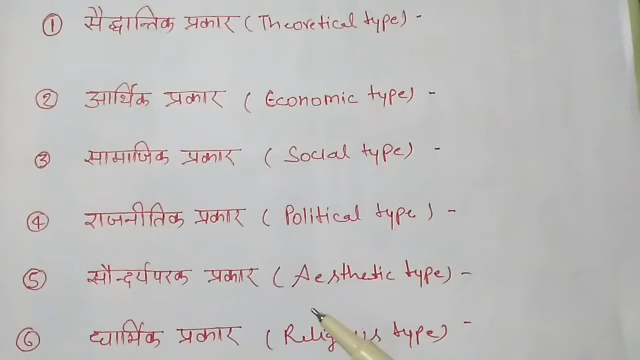 ① सैद्धान्तिक प्रकार (Theoretical type) -
② आर्थिक प्रकार (Economic type) -
③ सामाजिक प्रकार (Social type) -
④ राजनीतिक प्रकार (Political type) -
⑤ सौन्दर्यपरक प्रकार (Aesthetic type) -
⑥ धार्मिक प्रकार (Religious type) -